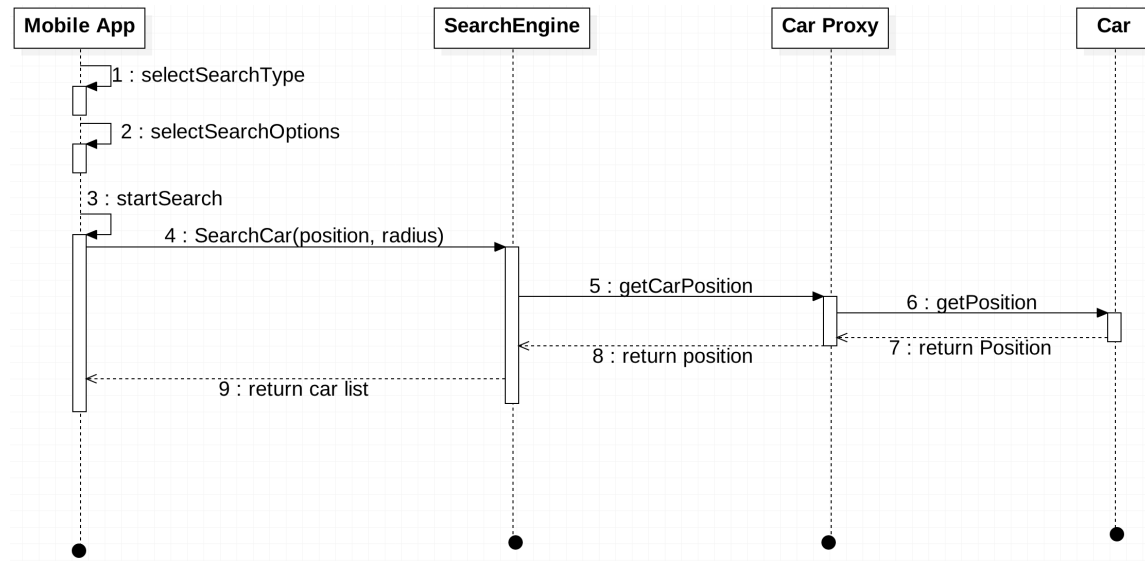 Mobile App
SearchEngine
Car Proxy
Car
1 : selectSearchType
2 : selectSearchOptions
3 : startSearch
4 : SearchCar(position, radius)
5 : getCarPosition
6 : getPosition
7 : return Position
8 : return position
9 : return car list